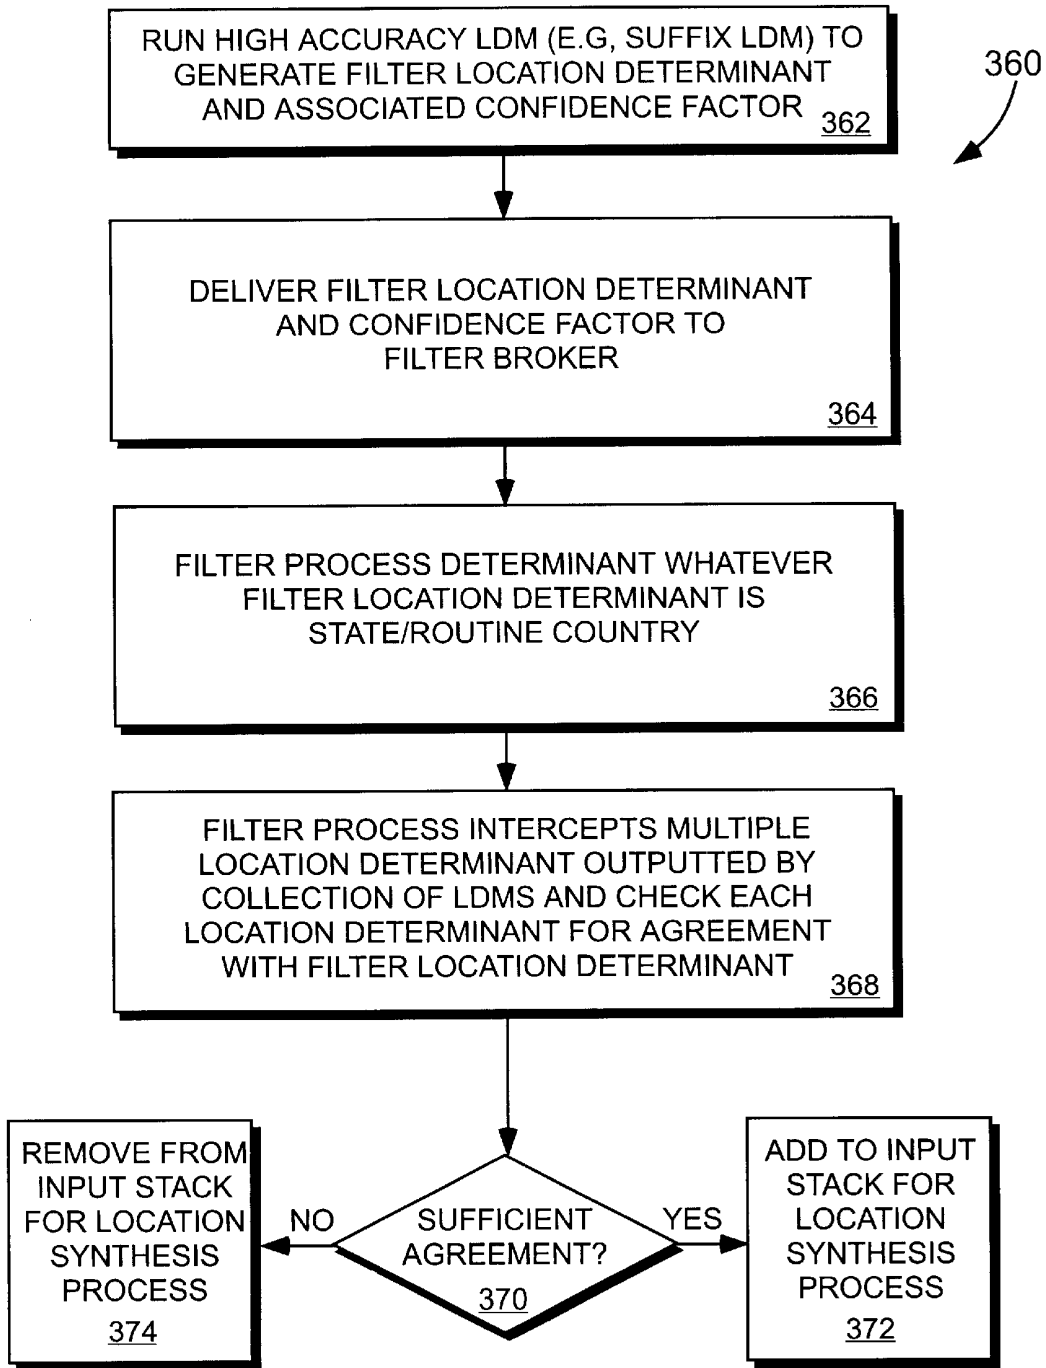 RUN HIGH ACCURACY LDM (E.G, SUFFIX LDM) TO
GENERATE FILTER LOCATION DETERMINANT
AND ASSOCIATED CONFIDENCE FACTOR
362
360
DELIVER FILTER LOCATION DETERMINANT
AND CONFIDENCE FACTOR TO
FILTER BROKER
364
FILTER PROCESS DETERMINANT WHATEVER
FILTER LOCATION DETERMINANT IS
STATE/ROUTINE COUNTRY
366
FILTER PROCESS INTERCEPTS MULTIPLE
LOCATION DETERMINANT OUTPUTTED BY
COLLECTION OF LDMS AND CHECK EACH
LOCATION DETERMINANT FOR AGREEMENT
WITH FILTER LOCATION DETERMINANT
368
REMOVE FROM
INPUT STACK
FOR LOCATION
SYNTHESIS
PROCESS
374
NO
SUFFICIENT
AGREEMENT?
370
YES
ADD TO INPUT
STACK FOR
LOCATION
SYNTHESIS
PROCESS
372